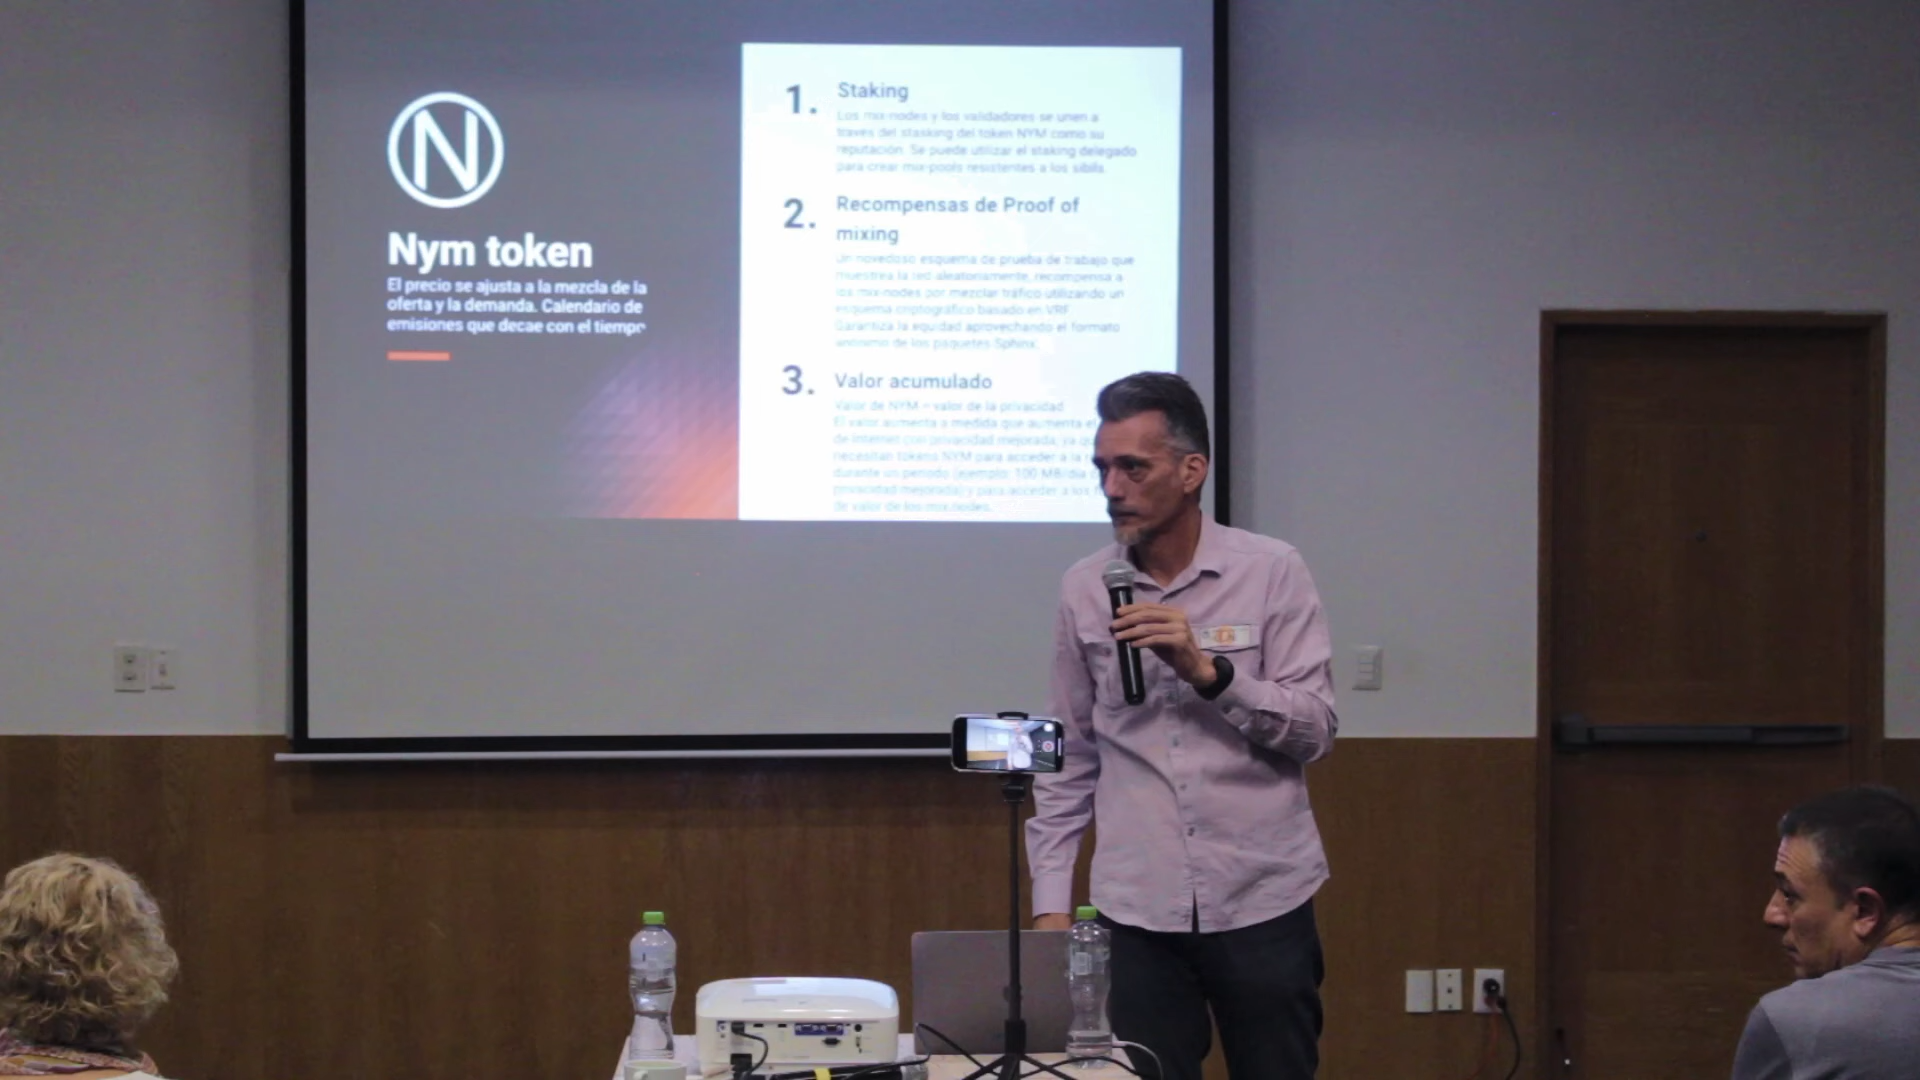 N
Nym token
El precio se ajusta a la mezcla de la
oferta y la demanda. Calendario de
emisiones que decae con el tiempo
1. Staking
Los mix-nodes y los validadores se unen a
traves del stasking del token NYM como su
reputación. Se puede utilizar el staking delegado
para crear mix-pools resistentes a los sibils.
2. Recompensas de Proof of
mixing
Un novedoso esquema de prueba de trabajo que
muestrea la red aleatoriamente, recompensa a
los mix-nodes por mezclar tráfico utilizando un
esquema criptográfico basado en VRF.
Garantiza la equidad aprovechando el formato
anónimo de los paquetes Sphinx.
3. Valor acumulado
Valor de NYM = valor de la privacidad
El valor aumenta a medida que aumenta el
de Internet con privacidad mejorada, ya
necesitan tokens NYM para acceder a la
durante un periodo (ejemplo: 100 MB/día
privacidad mejorada) y para acceder a los
de valor de los mix-nodes.